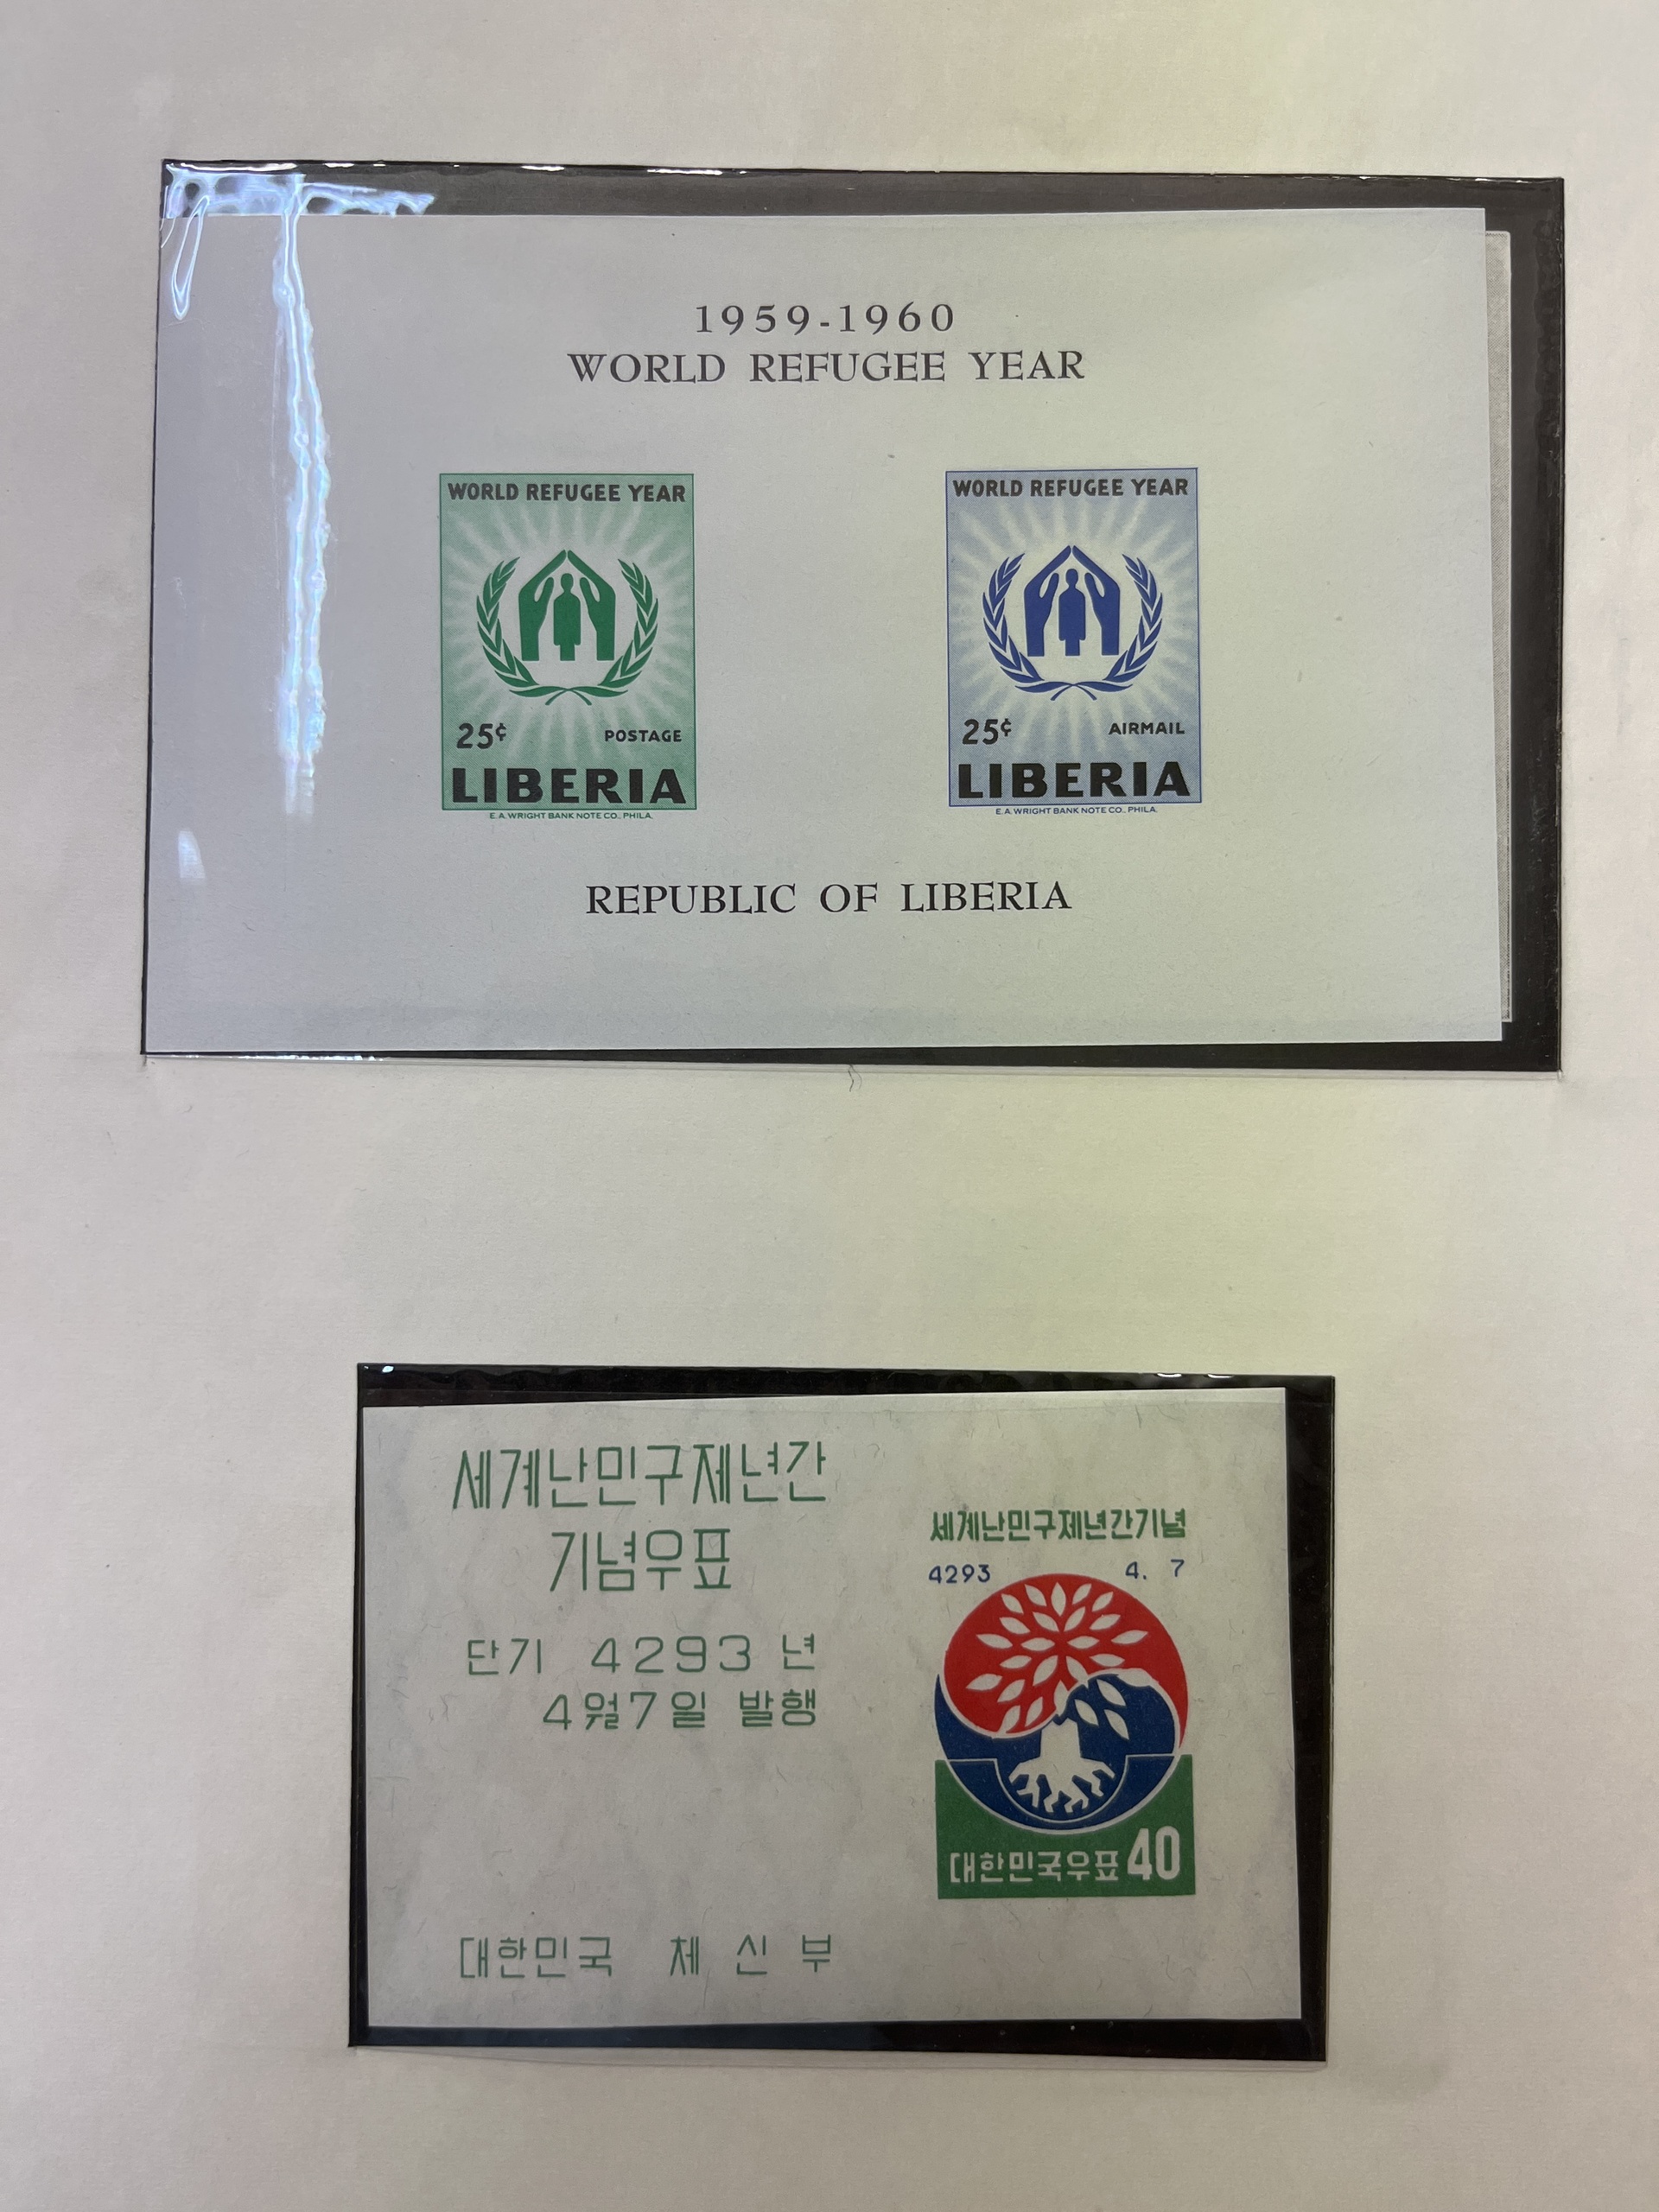 1959-1960
WORLD REFUGEE YEAR
WORLD REFUGEE YEAR
25¢ POSTAGE
LIBERIA
E.A. WRIGHT BANK NOTE CO., PHILA.
WORLD REFUGEE YEAR
25¢ AIRMAIL
LIBERIA
E.A. WRIGHT BANK NOTE CO., PHILA.
REPUBLIC OF LIBERIA
세계난민구제년간
기념우표
단기 4293 년
4월7일 발행
대한민국 체 신 부
세계난민구제년간기념
4293 4. 7
대한민국우표 40